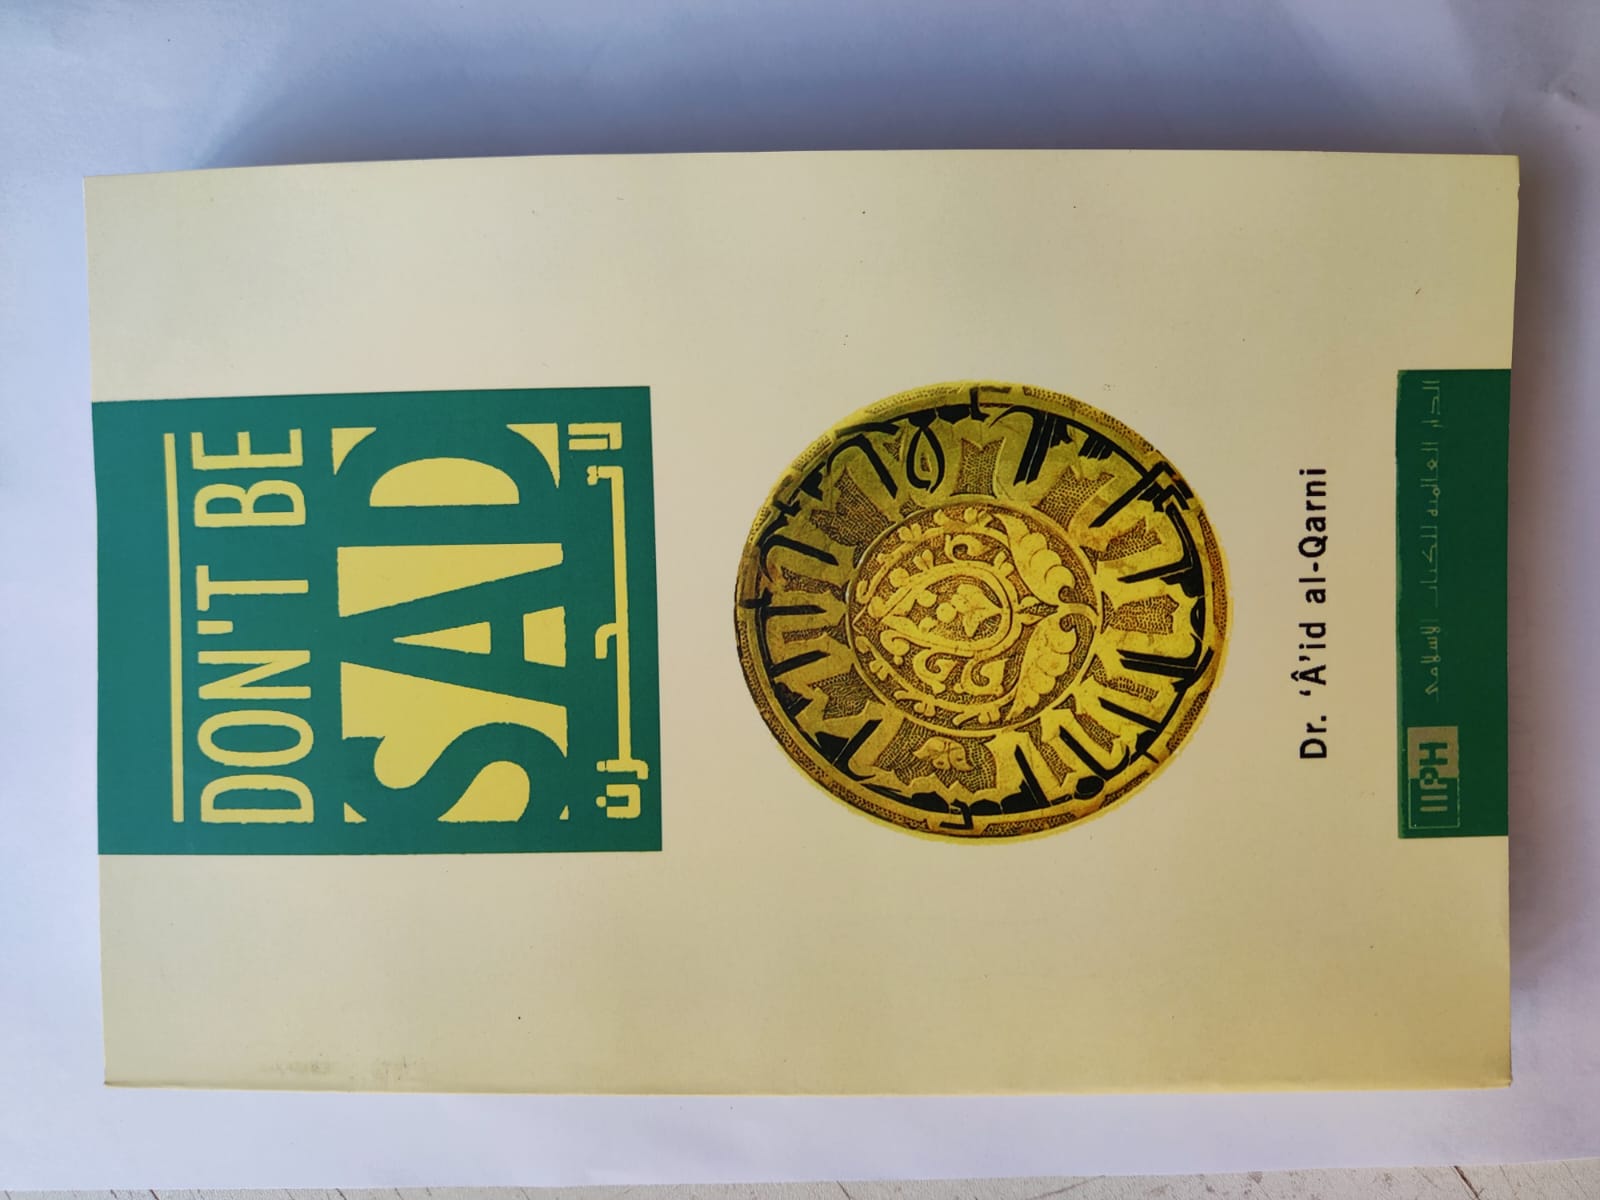 DON'T BE
SAD
لا تحزن
Dr. ‘Â’id al-Qarni
IIPH
الدار العالمية للكتاب الإسلامي